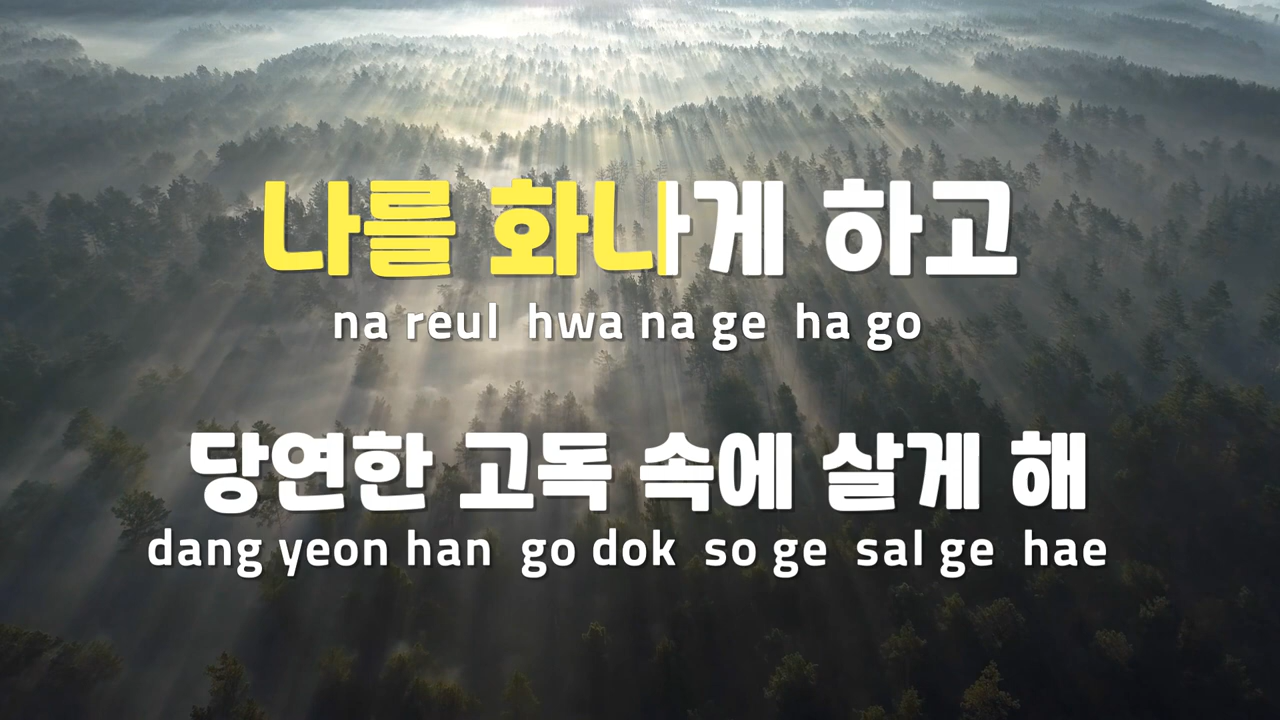 나를 화나게 하고
na reul hwa na ge ha go
당연한 고독 속에 살게 해
dang yeon han go dok so ge sal ge hae